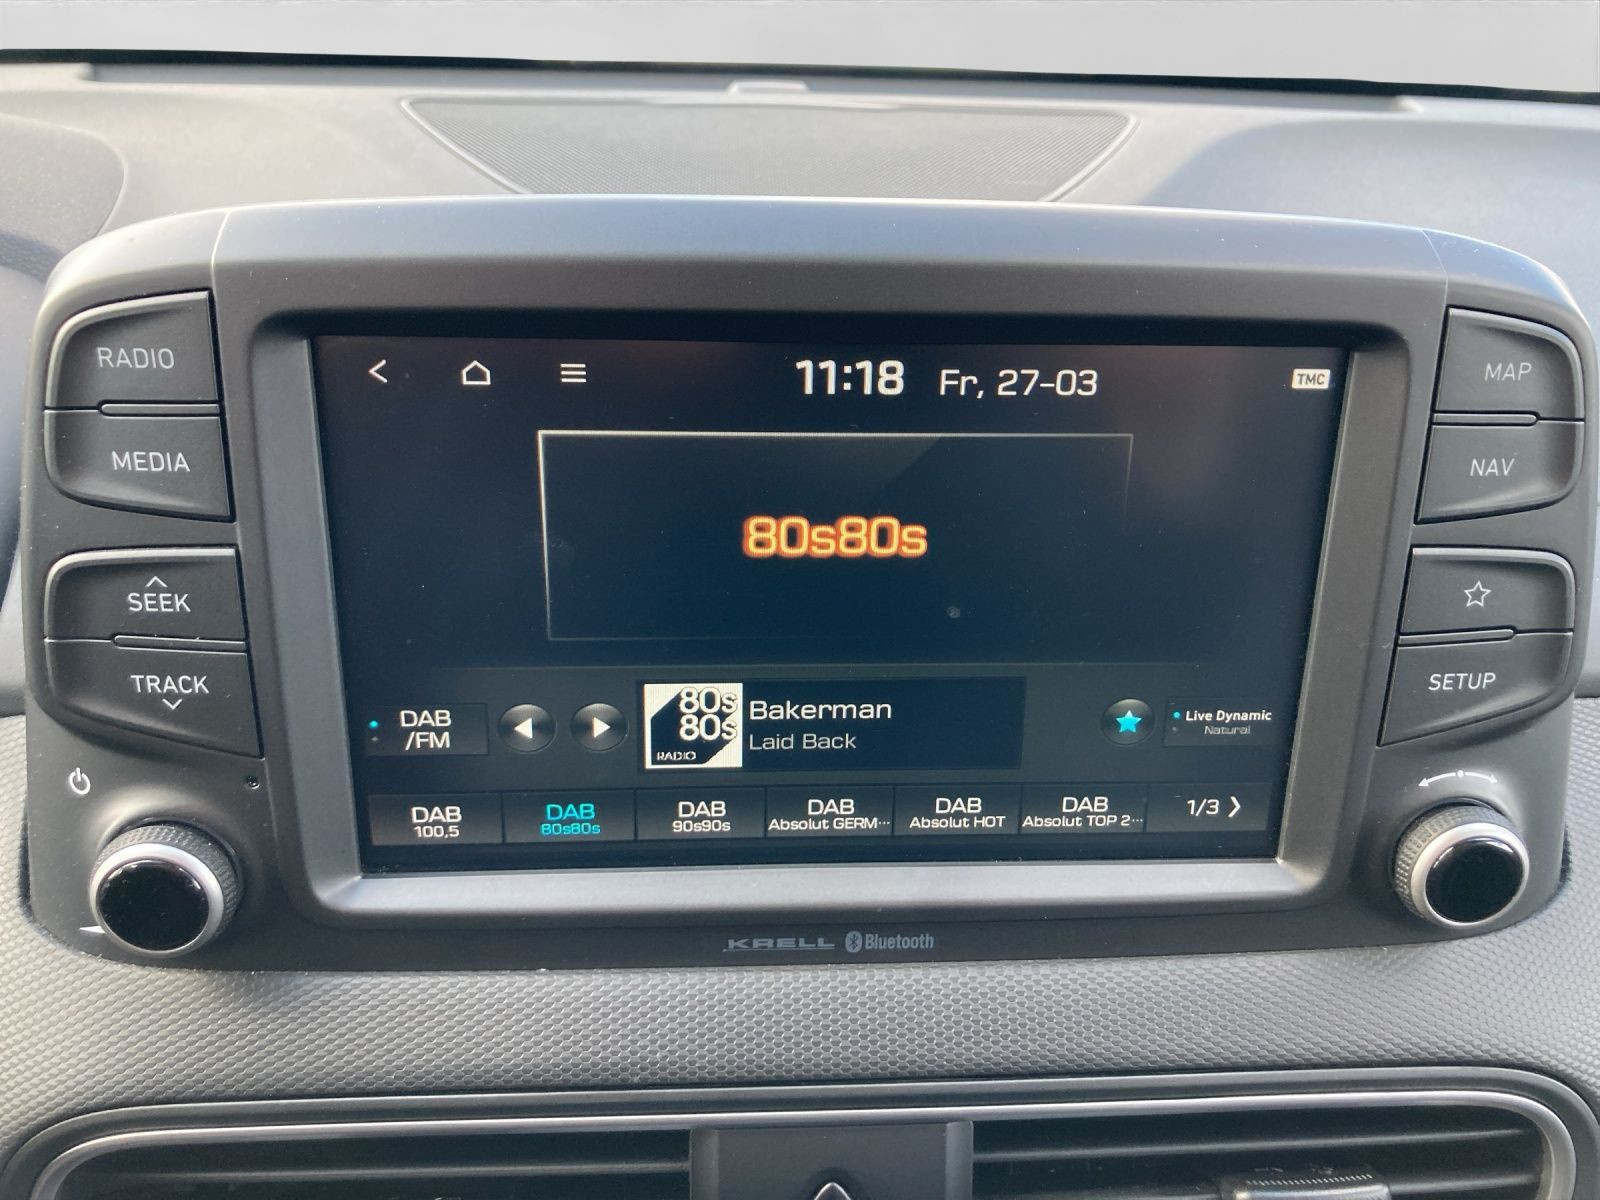 RADIO
MEDIA
SEEK
TRACK
11:18 Fr, 27-03
TMC
80s80s
DAB
/FM
80s
80s
RADIO
Bakerman
Laid Back
Live Dynamic
Natural
DAB
100,5
DAB
80s80s
DAB
90s90s
DAB
Absolut GERM···
DAB
Absolut HOT
DAB
Absolut TOP 2···
1/3
MAP
NAV
SETUP
KRELL Bluetooth